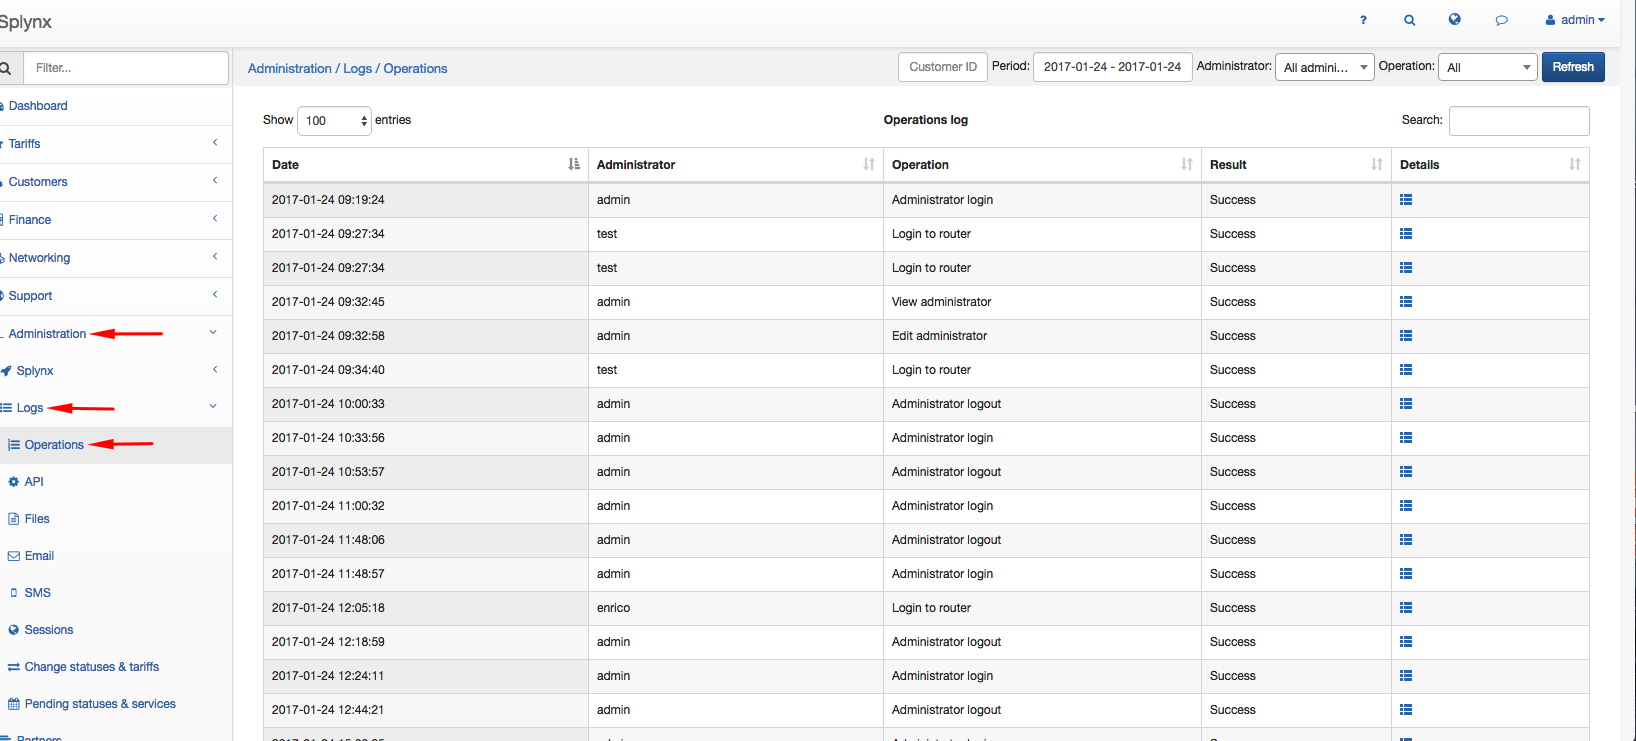 Splynx
? admin
Filter...
Administration / Logs / Operations
Customer ID Period: 2017-01-24 - 2017-01-24 Administrator: All admini... Operation: All Refresh
Dashboard
Tariffs
Customers
Finance
Networking
Support
Administration
Splynx
Logs
Operations
API
Files
Email
SMS
Sessions
Change statuses & tariffs
Pending statuses & services
Partners
Show 100 entries
Operations log
Search:
Date Administrator Operation Result Details
2017-01-24 09:19:24 admin Administrator login Success
2017-01-24 09:27:34 test Login to router Success
2017-01-24 09:27:34 test Login to router Success
2017-01-24 09:32:45 admin View administrator Success
2017-01-24 09:32:58 admin Edit administrator Success
2017-01-24 09:34:40 test Login to router Success
2017-01-24 10:00:33 admin Administrator logout Success
2017-01-24 10:33:56 admin Administrator login Success
2017-01-24 10:53:57 admin Administrator logout Success
2017-01-24 11:00:32 admin Administrator login Success
2017-01-24 11:48:06 admin Administrator logout Success
2017-01-24 11:48:57 admin Administrator login Success
2017-01-24 12:05:18 enrico Login to router Success
2017-01-24 12:18:59 admin Administrator logout Success
2017-01-24 12:24:11 admin Administrator login Success
2017-01-24 12:44:21 admin Administrator logout Success